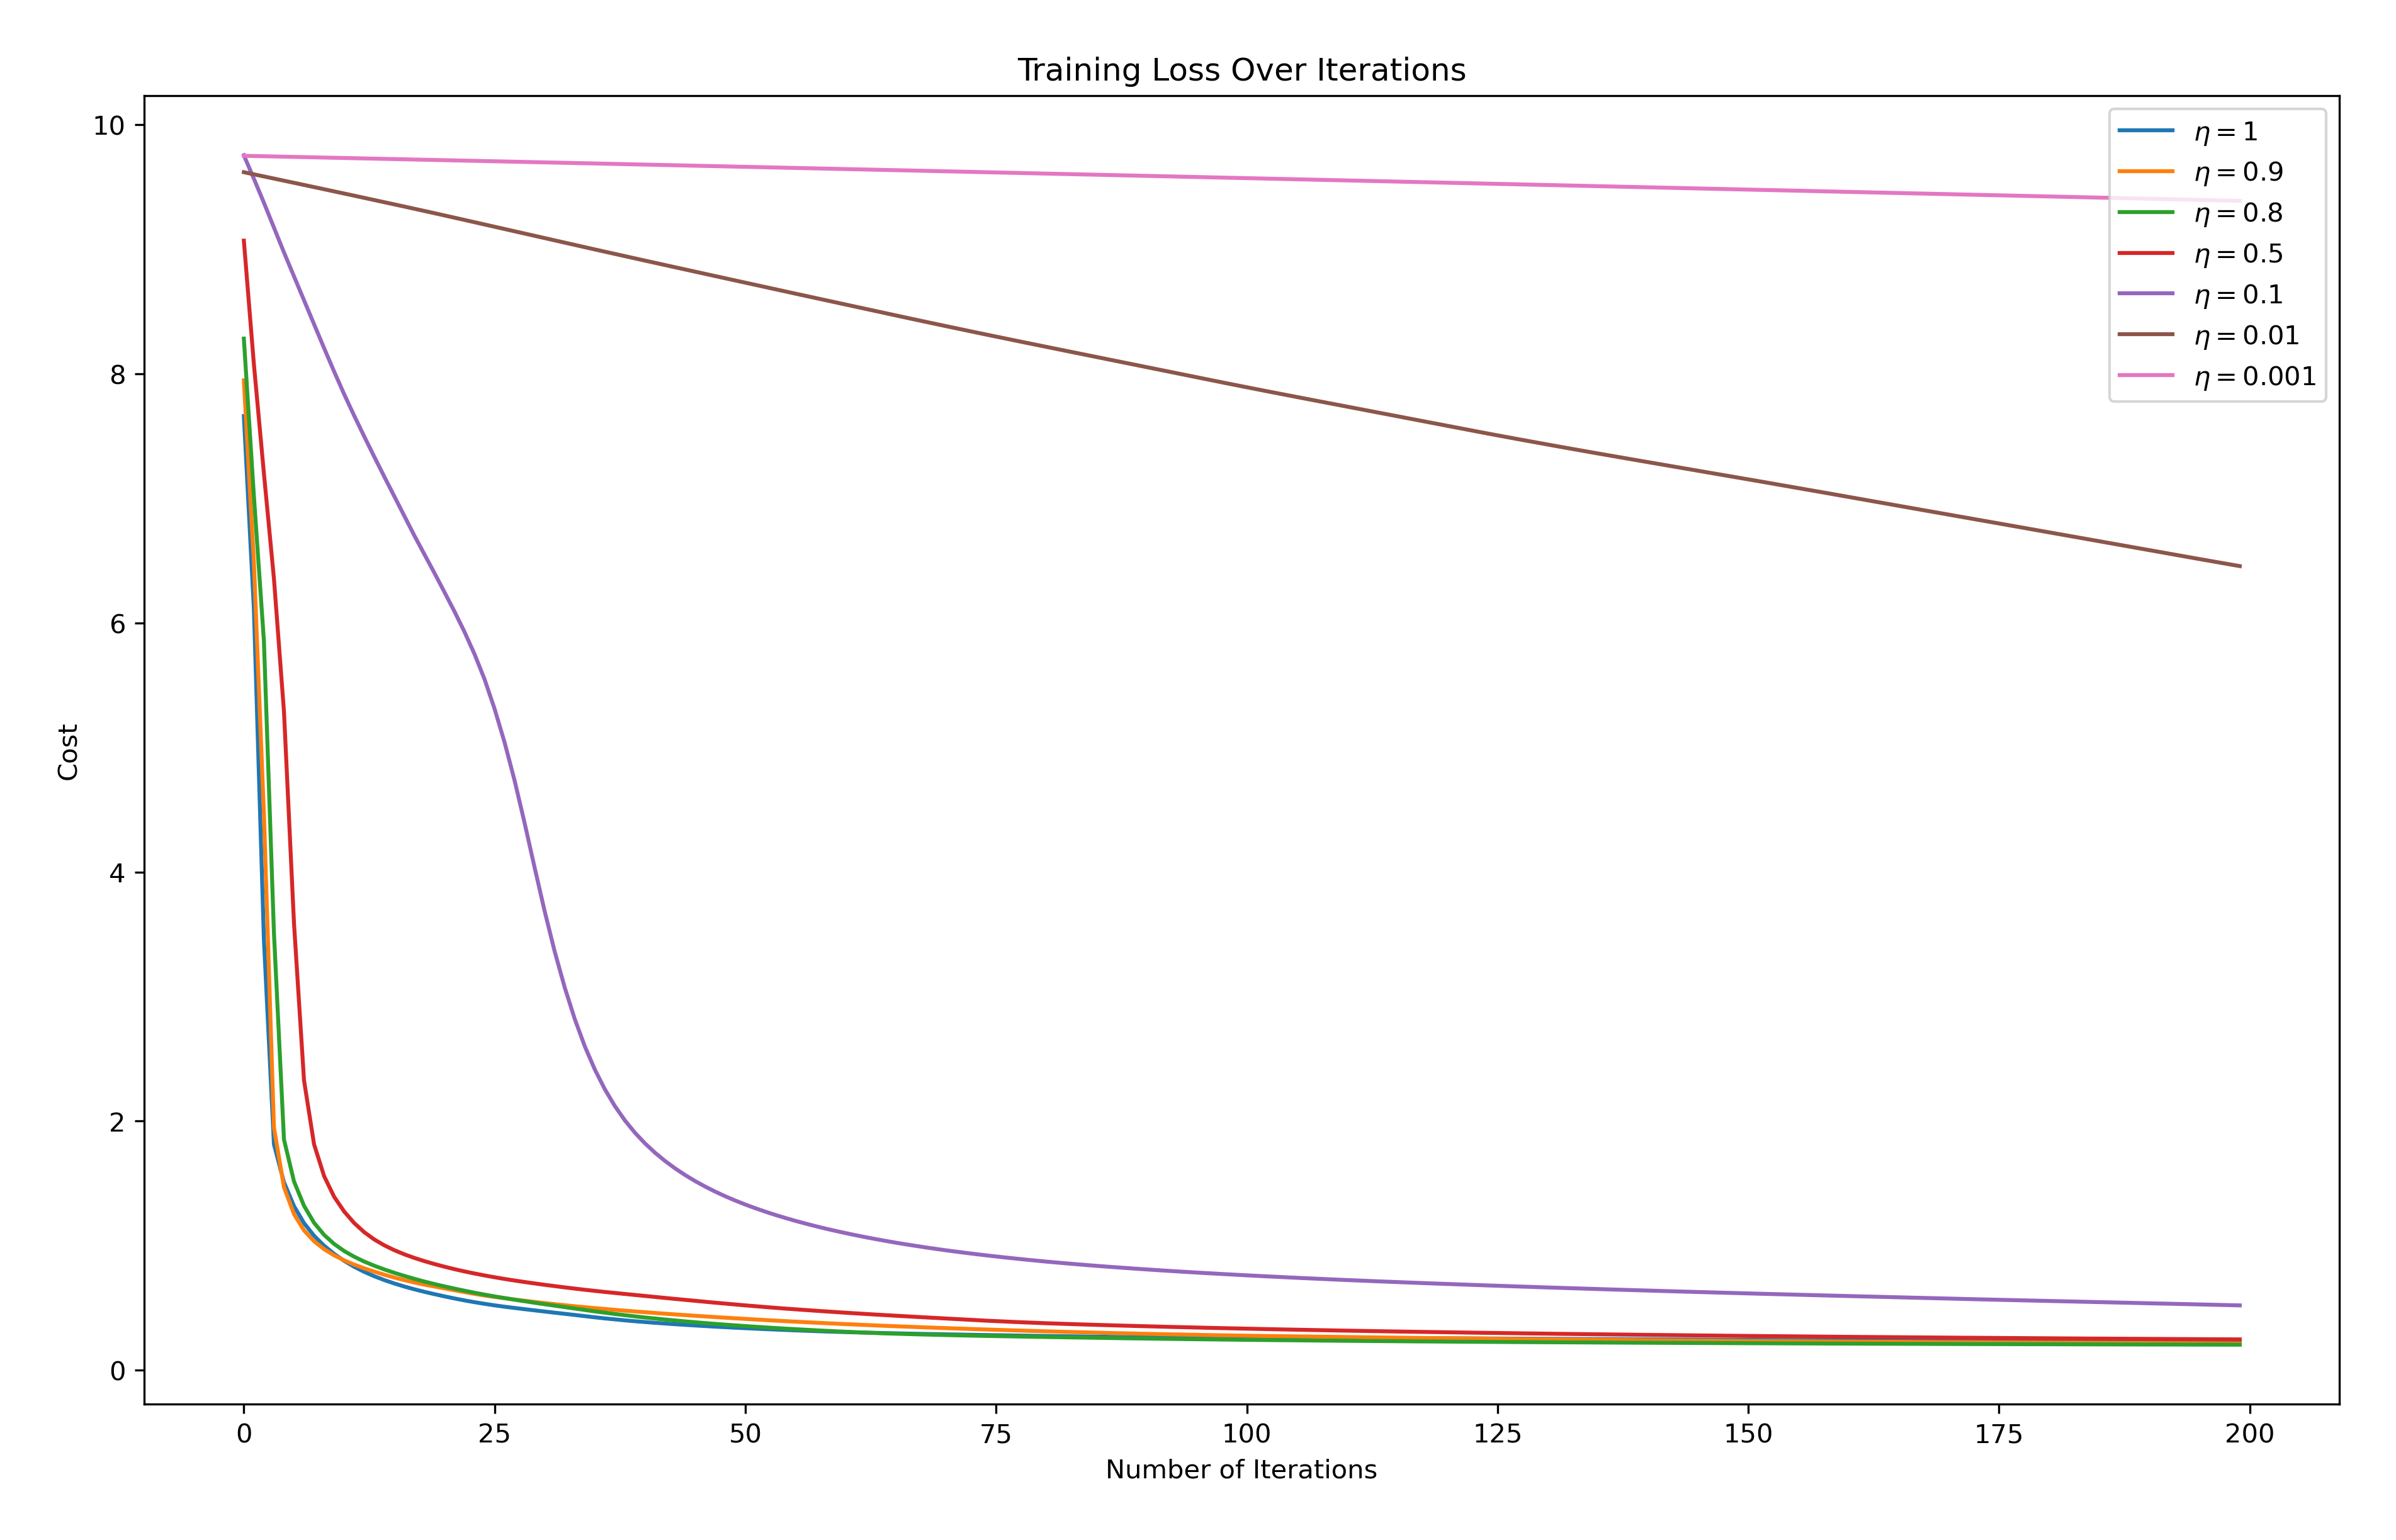 Training Loss Over Iterations
10
8
6
4
2
0
Cost
η = 1
η = 0.9
η = 0.8
η = 0.5
η = 0.1
η = 0.01
η = 0.001
0 25 50 75 100 125 150 175 200
Number of Iterations